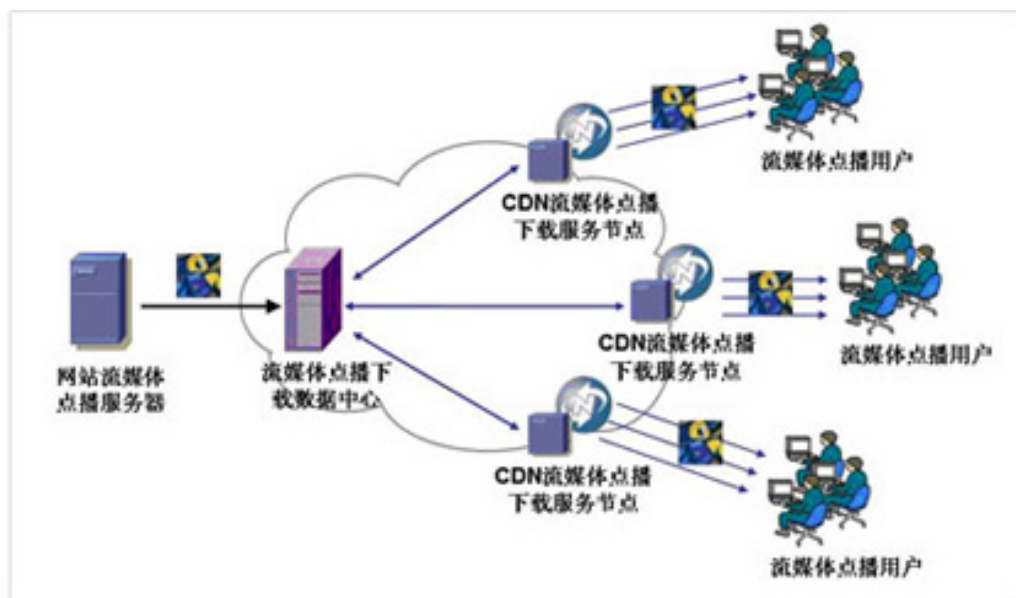 流媒体点播用户
CDN流媒体点播
下载服务节点
网站流媒体
点播服务器
流媒体点播下
载数据中心
CDN流媒体点播
下载服务节点
流媒体点播用户
CDN流媒体点播
下载服务节点
流媒体点播用户